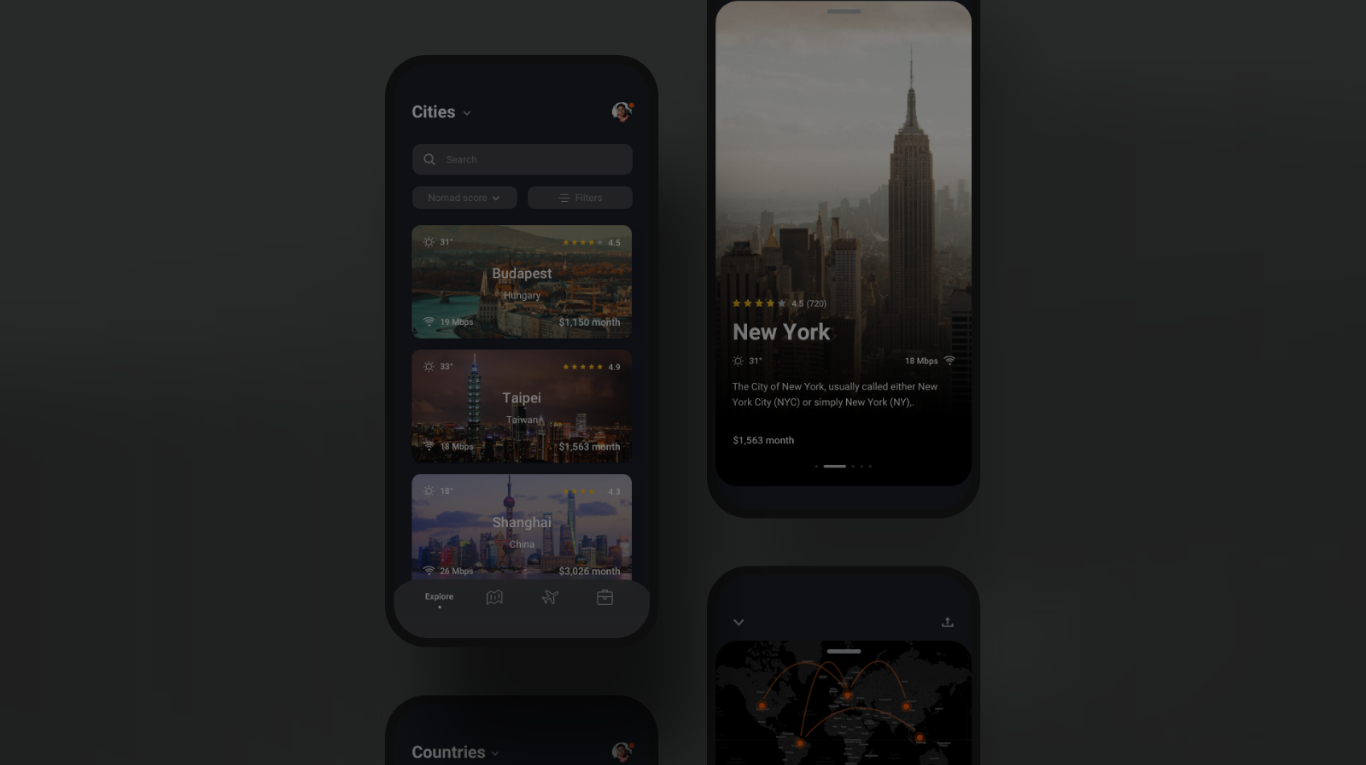 Cities
Search
Nomad score
Filters
31°
4.5
Budapest
Hungary
19 Mbps
$1,150 month
33°
4.9
Taipei
Taiwan
18 Mbps
$1,563 month
18°
4.3
Shanghai
China
26 Mbps
$3,026 month
Explore
Countries
4.5 (720)
New York
31°
18 Mbps
The City of New York, usually called either New
York City (NYC) or simply New York (NY),.
$1,563 month